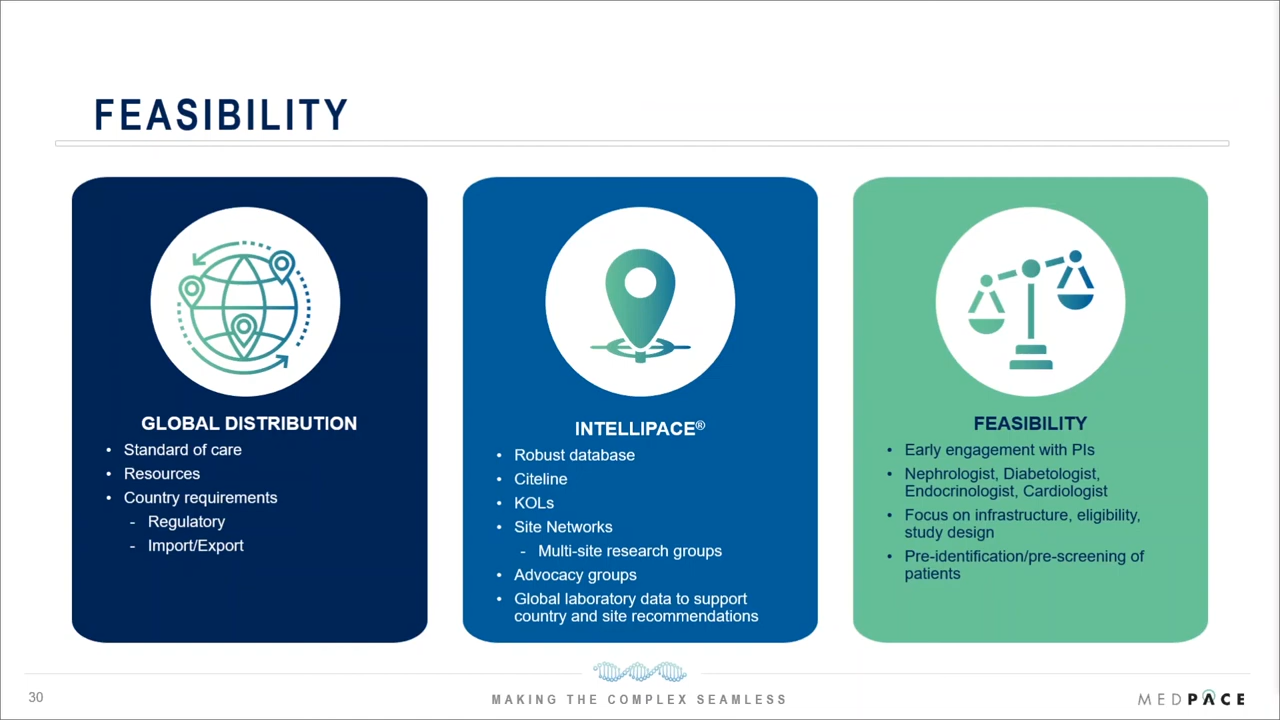 FEASIBILITY
GLOBAL DISTRIBUTION
• Standard of care
• Resources
• Country requirements
- Regulatory
- Import/Export
INTELLIPACE®
• Robust database
• Citeline
• KOLs
• Site Networks
- Multi-site research groups
• Advocacy groups
• Global laboratory data to support
country and site recommendations
FEASIBILITY
• Early engagement with PIs
• Nephrologist, Diabetologist,
Endocrinologist, Cardiologist
• Focus on infrastructure, eligibility,
study design
• Pre-identification/pre-screening of
patients
30
MAKING THE COMPLEX SEAMLESS
MEDPACE